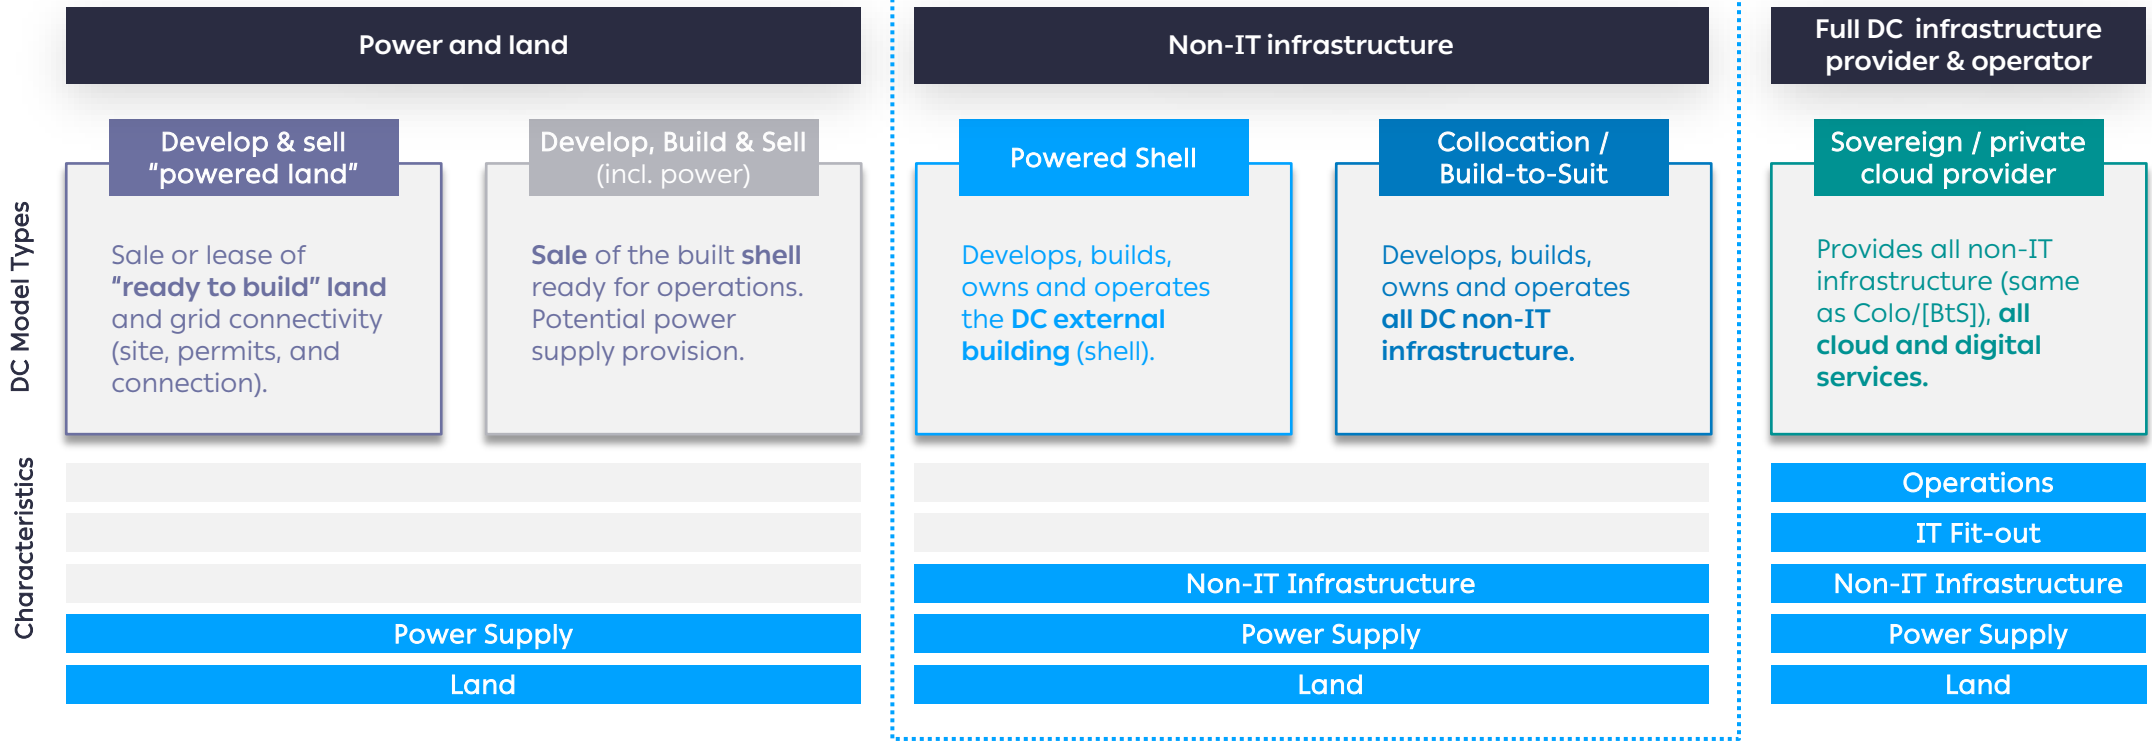 Power and land
Non-IT infrastructure
Full DC infrastructure
provider & operator
DC Model Types
Develop & sell
"powered land"
Sale or lease of
"ready to build" land
and grid connectivity
(site, permits, and
connection).
Develop, Build & Sell
(incl. power)
Sale of the built shell
ready for operations.
Potential power
supply provision.
Powered Shell
Develops, builds,
owns and operates
the DC external
building (shell).
Collocation /
Build-to-Suit
Develops, builds,
owns and operates
all DC non-IT
infrastructure.
Sovereign / private
cloud provider
Provides all non-IT
infrastructure (same
as Colo/[BtS]), all
cloud and digital
services.
Characteristics
Power Supply
Land
Non-IT Infrastructure
Power Supply
Land
Operations
IT Fit-out
Non-IT Infrastructure
Power Supply
Land